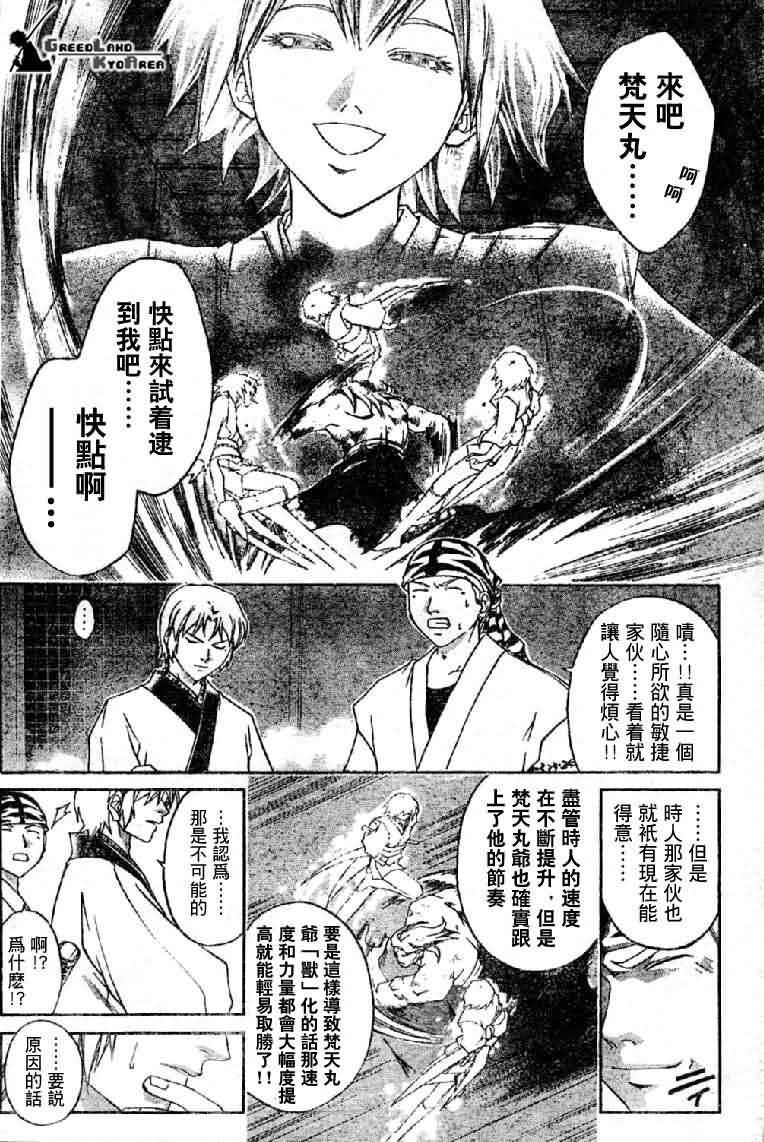 GreedLand
KyoArea
來吧
梵天丸……
呵
呵
快點來試着逮
到我吧……
快點啊
——…
…
嘖…!!真是一個
隨心所欲的敏捷
家伙……看着就
讓人覺得煩心!!
……但是
時人那家伙也
就衹有現在能
得意……
盡管時人的速度
在不斷提升，但是
梵天丸爺也確實跟
上了他的節奏
要是這樣導致梵天丸
爺「獸」化的話那速
度和力量都會大幅度提
高就能輕易取勝了!!
…我認爲……
那是不可能的
啊!?
爲什麽!?
……要說
原因的話